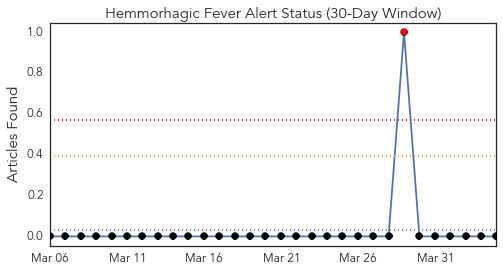 Hemmorhagic Fever Alert Status (30-Day Window)
1.0
0.8
0.6
0.4
0.2
0.0
Articles Found
Mar 06 Mar 11 Mar 16 Mar 21 Mar 26 Mar 31